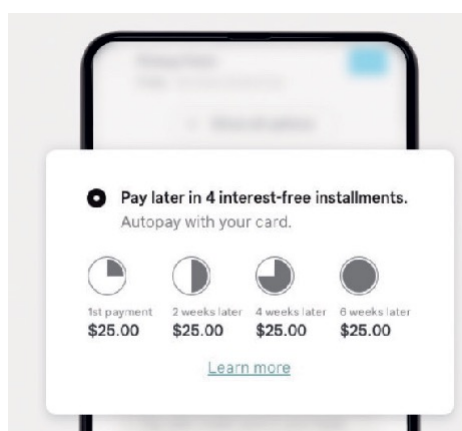 Pay later in 4 interest-free installments.
Autopay with your card.
1st payment 2 weeks later 4 weeks later 6 weeks later
$25.00 $25.00 $25.00 $25.00
Learn more